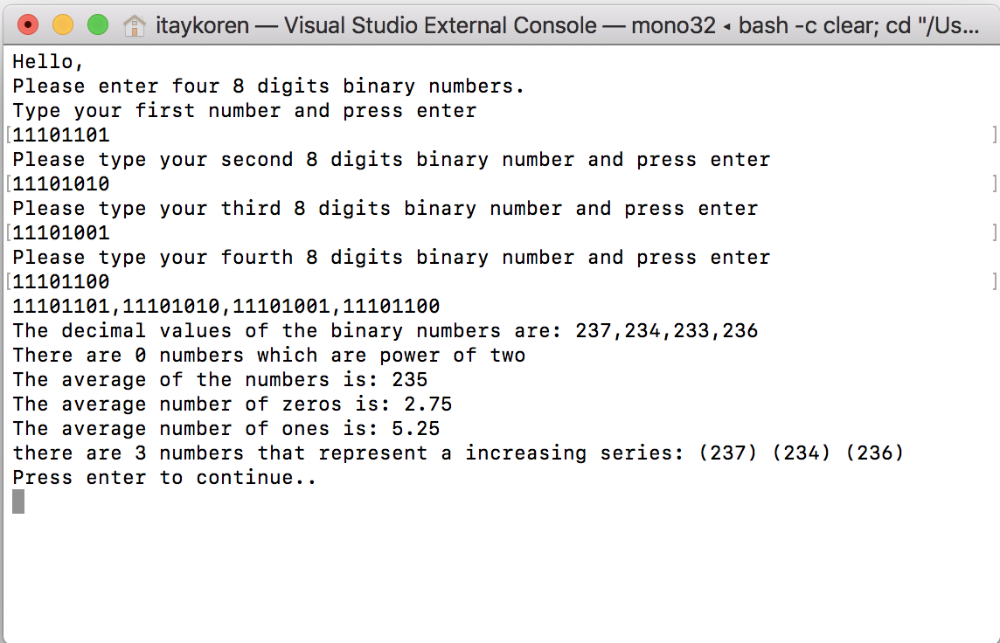 itaykoren — Visual Studio External Console — mono32 ◂ bash -c clear; cd "/Us...
Hello,
Please enter four 8 digits binary numbers.
Type your first number and press enter
[11101101]
Please type your second 8 digits binary number and press enter
[11101010]
Please type your third 8 digits binary number and press enter
[11101001]
Please type your fourth 8 digits binary number and press enter
[11101100]
11101101,11101010,11101001,11101100
The decimal values of the binary numbers are: 237,234,233,236
There are 0 numbers which are power of two
The average of the numbers is: 235
The average number of zeros is: 2.75
The average number of ones is: 5.25
there are 3 numbers that represent a increasing series: (237) (234) (236)
Press enter to continue..